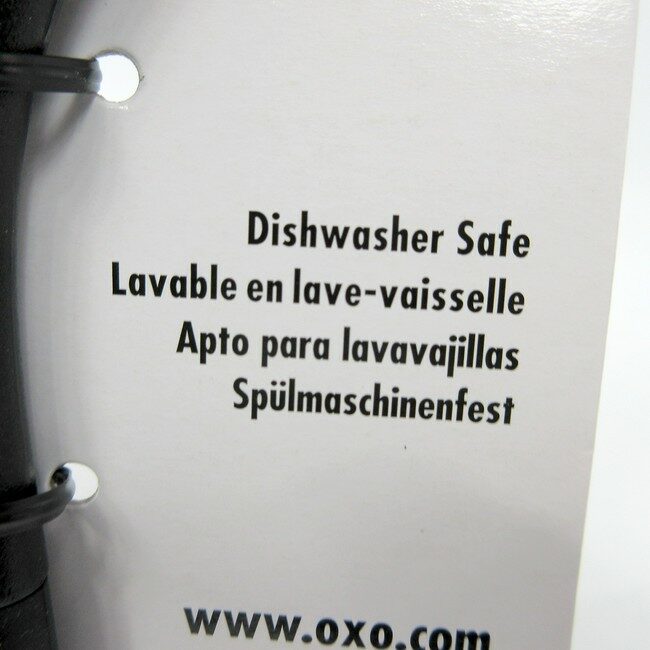 Dishwasher Safe
Lavable en lave-vaisselle
Apto para lavavajillas
Spülmaschinenfest
www.oxo.com